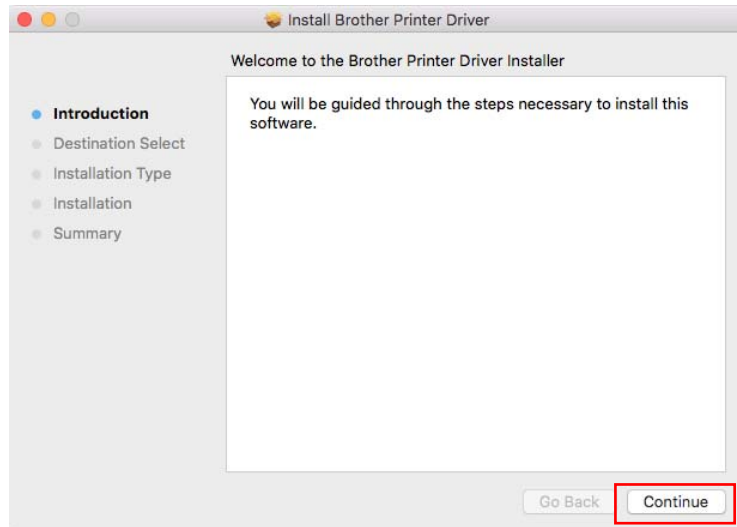 Install Brother Printer Driver
Welcome to the Brother Printer Driver Installer
Introduction
Destination Select
Installation Type
Installation
Summary
You will be guided through the steps necessary to install this
software.
Go Back
Continue